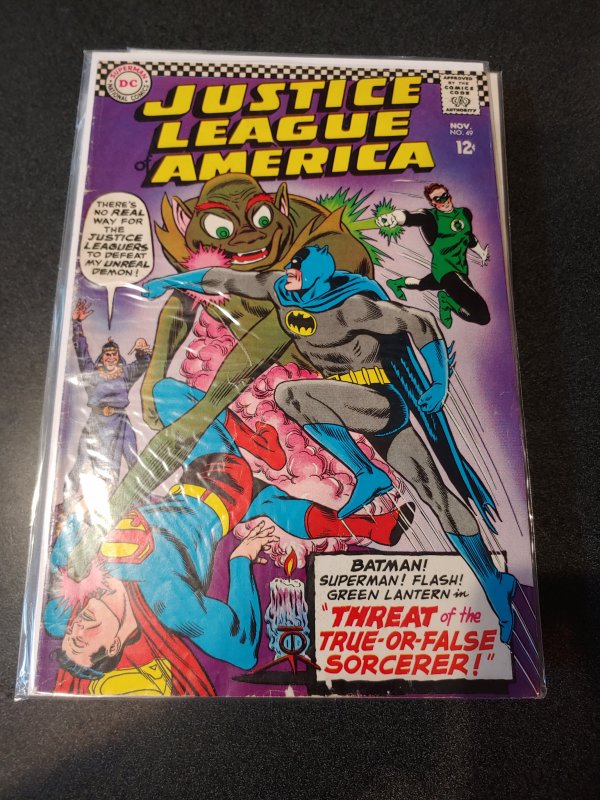 SUPERMAN
DC
NATIONAL COMICS
JUSTICE
LEAGUE
of AMERICA
APPROVED
BY THE
COMICS
CODE
CA
AUTHORITY
NOV.
NO. 49
12¢
THERE'S
NO REAL
WAY FOR
THE
JUSTICE
LEAGUERS
TO DEFEAT
MY UNREAL
DEMON!
BATMAN!
SUPERMAN! FLASH!
GREEN LANTERN in
"THREAT of the
TRUE-OR-FALSE
SORCERER!"